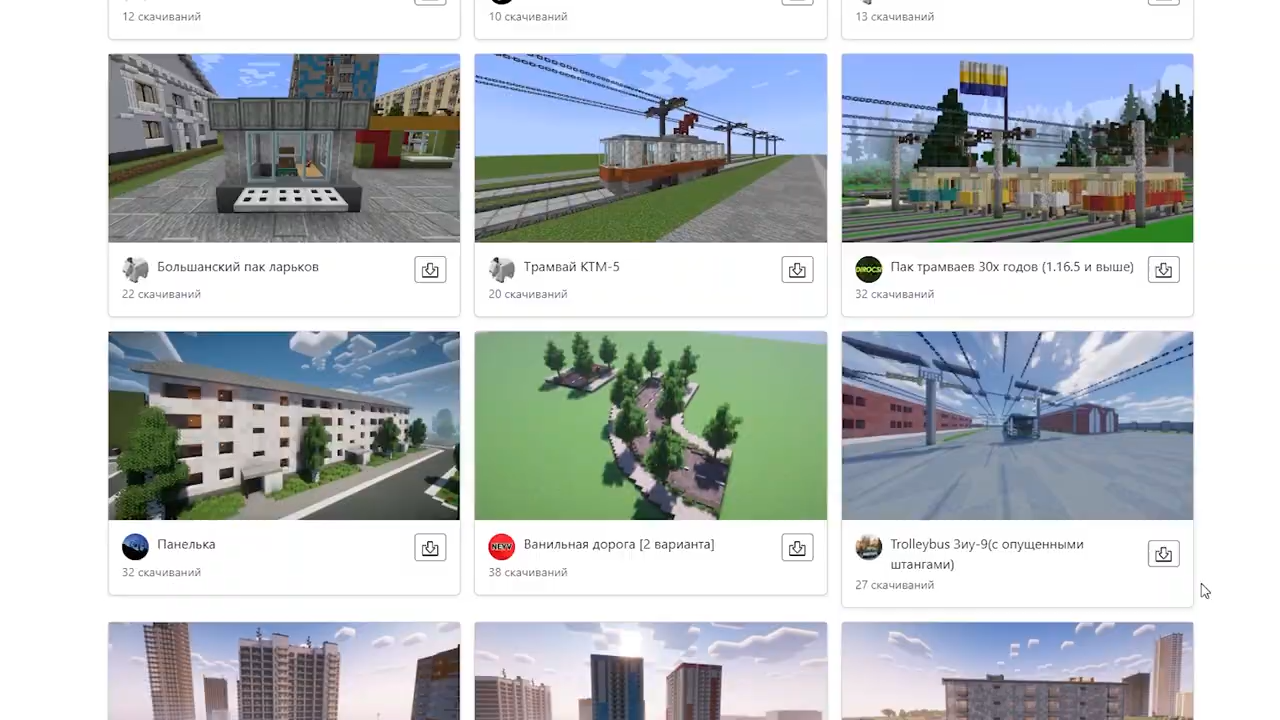 12 скачиваний
10 скачиваний
13 скачиваний
Большанский пак ларьков
22 скачиваний
Трамвай КТМ-5
20 скачиваний
DIROCSI
Пак трамваев 30х годов (1.16.5 и выше)
32 скачиваний
Панелька
32 скачиваний
NEYV
Ванильная дорога [2 варианта]
38 скачиваний
Trolleybus Зиу-9(с опущенными
штангами)
27 скачиваний